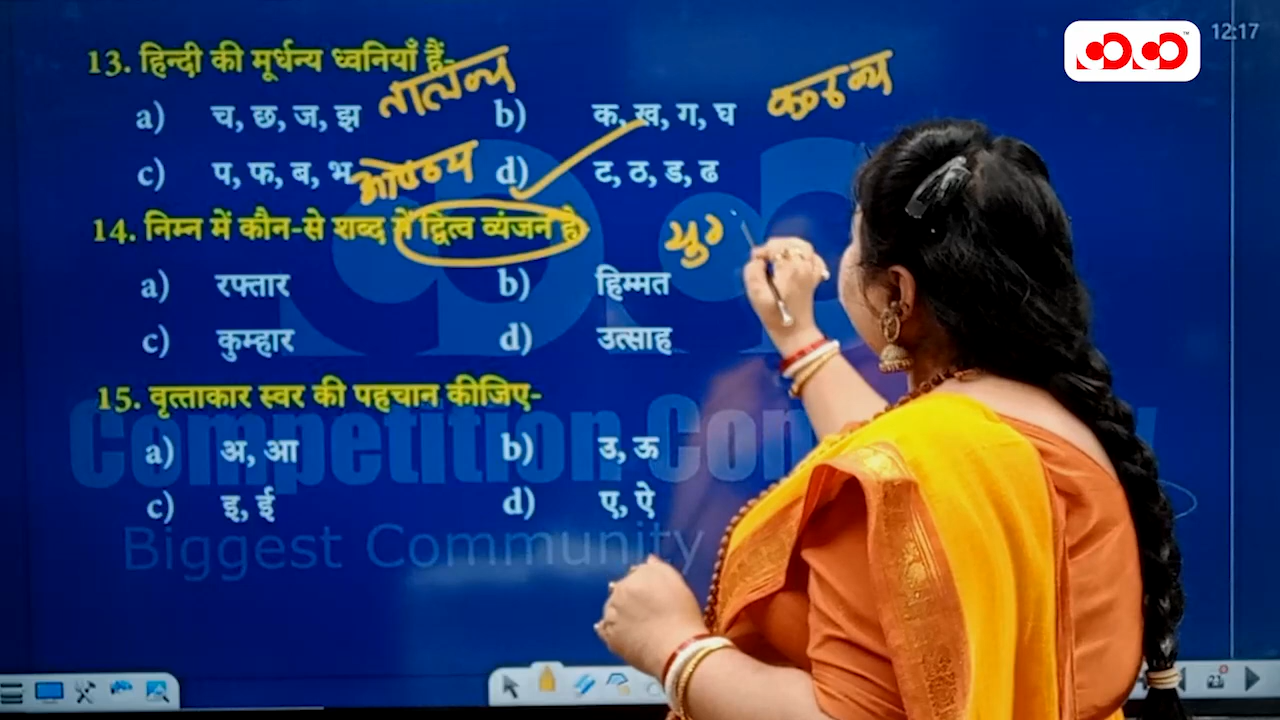 12:17
13. हिन्दी की मूर्धन्य ध्वनियाँ हैं-
a) च, छ, ज, झ तालव्य b) क, ख, ग, घ कण्ठ्य
c) प, फ, ब, भ ओष्ठ्य d) ट, ठ, ड, ढ
14. निम्न में कौन-से शब्द में द्वित्व व्यंजन है
a) रफ्तार b) हिम्मत
c) कुम्हार d) उत्साह
15. वृत्ताकार स्वर की पहचान कीजिए-
a) अ, आ b) उ, ऊ
c) इ, ई d) ए, ऐ
Competition
Biggest Community
21